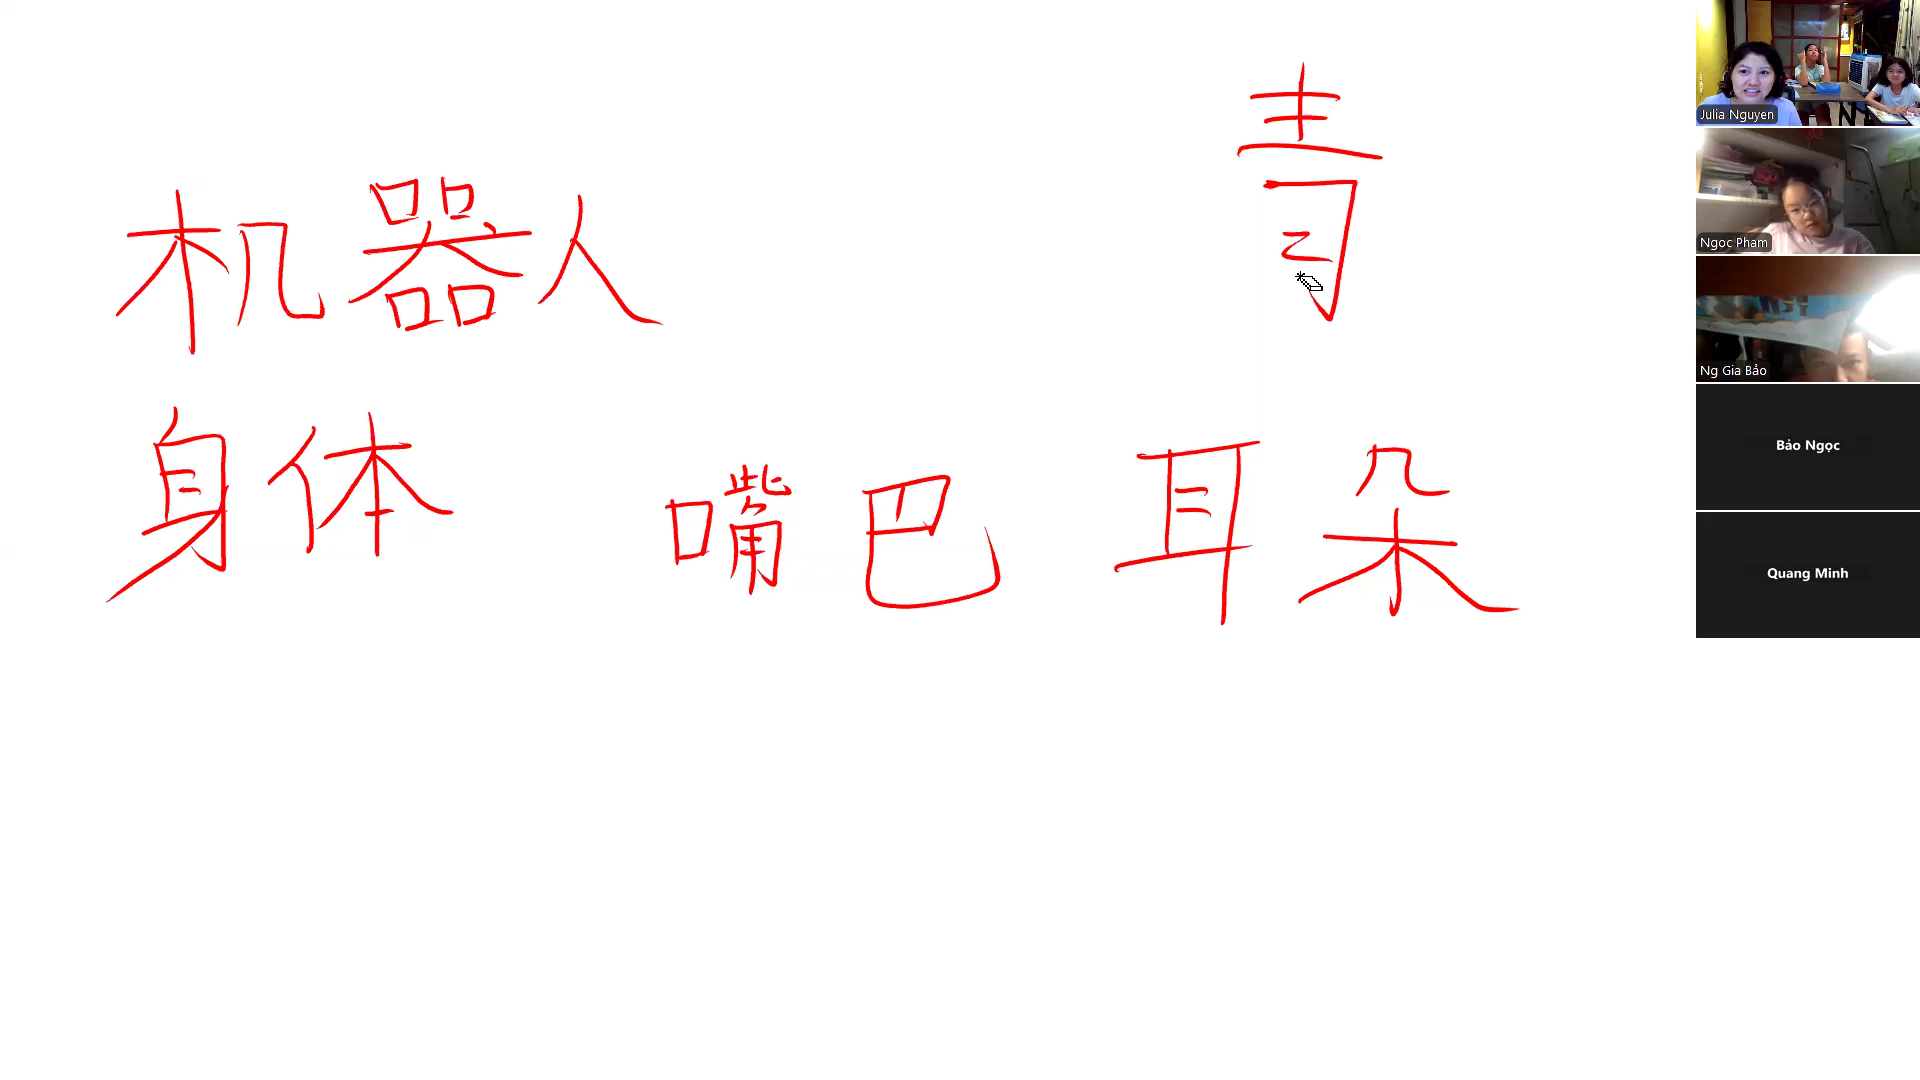 机器人
身体
嘴巴
耳朵
Julia Nguyen
Ngoc Pham
Ng Gia Bảo
Bảo Ngọc
Quang Minh